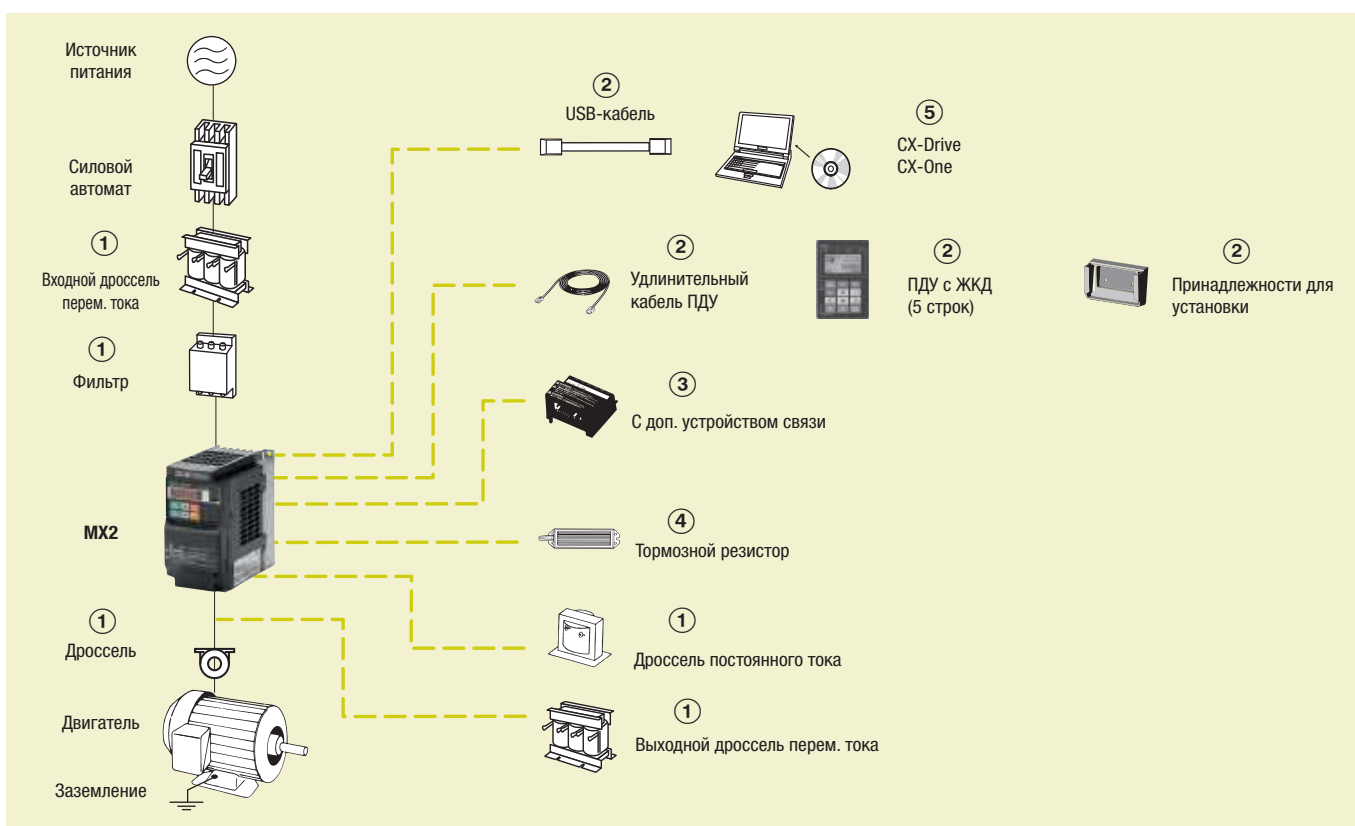 Источник
питания
Силовой
автомат
1
Входной дроссель
перем. тока
1
Фильтр
MX2
1
Дроссель
Двигатель
Заземление
2
USB-кабель
5
CX-Drive
CX-One
2
Удлинительный
кабель ПДУ
2
ПДУ с ЖКД
(5 строк)
2
Принадлежности для
установки
3
С доп. устройством связи
4
Тормозной резистор
1
Дроссель постоянного тока
1
Выходной дроссель перем. тока